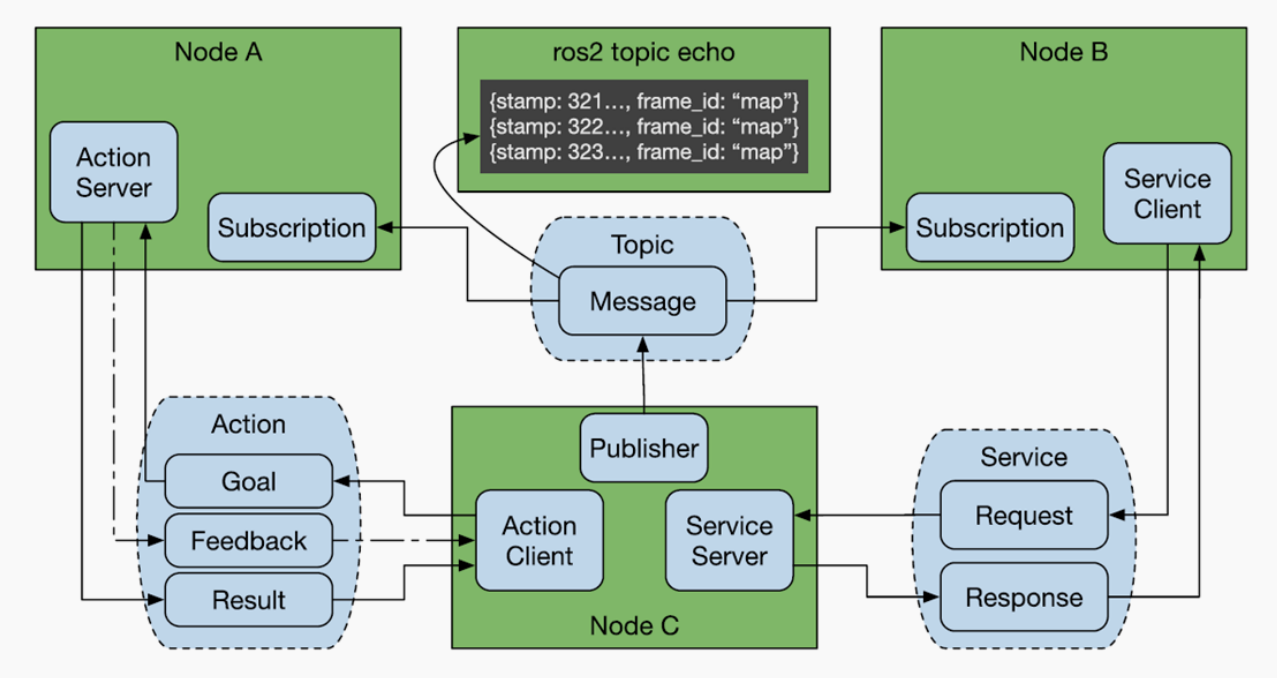 Node A
ros2 topic echo
Node B
{stamp: 321..., frame_id: “map”}
{stamp: 322..., frame_id: “map”}
{stamp: 323..., frame_id: “map”}
Action
Server
Subscription
Subscription
Service
Client
Topic
Message
Action
Goal
Feedback
Result
Publisher
Action
Client
Service
Server
Node C
Service
Request
Response